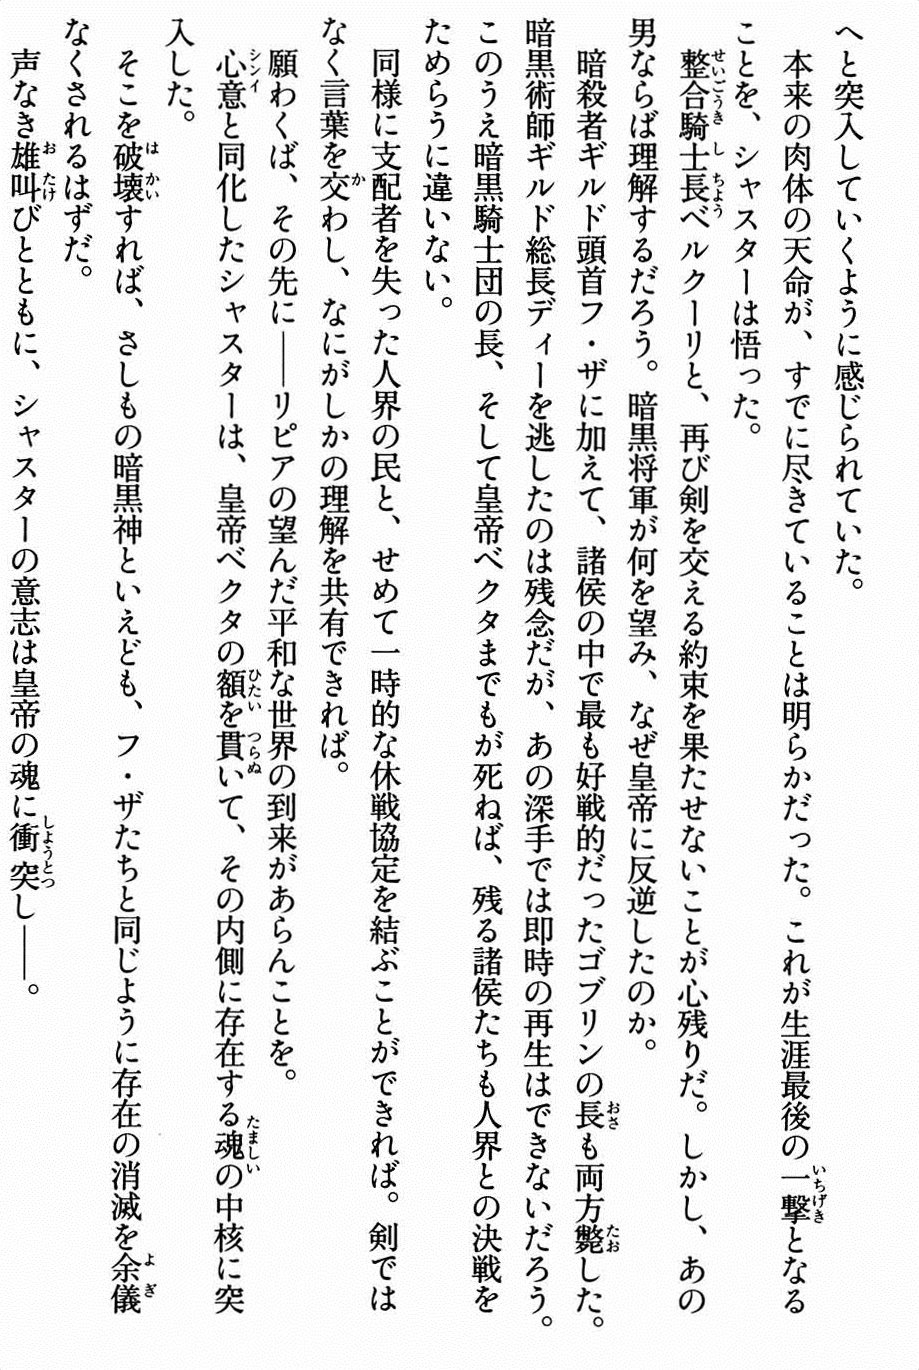 へと突入していくように感じられていた。
本来の肉体の天命が、すでに尽きていることは明らかだった。これが生涯最後の一撃となる
ことを、シャスターは悟った。
整合騎士長ベルクーリと、再び剣を交える約束を果たせないことが心残りだ。しかし、あの
男ならば理解するだろう。暗黒将軍が何を望み、なぜ皇帝に反逆したのか。
暗殺者ギルド頭首フ・ザに加えて、諸侯の中で最も好戦的だったゴブリンの長も両方斃した。
暗黒術師ギルド総長ディーを逃したのは残念だが、あの深手では即時の再生はできないだろう。
このうえ暗黒騎士団の長、そして皇帝ベクタまでもが死ねば、残る諸侯たちも人界との決戦を
ためらうに違いない。
同様に支配者を失った人界の民と、せめて一時的な休戦協定を結ぶことができれば。剣では
なく言葉を交わし、なにがしかの理解を共有できれば。
願わくば、その先に――リピアの望んだ平和な世界の到来があらんことを。
心意と同化したシャスターは、皇帝ベクタの額を貫いて、その内側に存在する魂の中核に突
入した。
そこを破壊すれば、さしもの暗黒神といえども、フ・ザたちと同じように存在の消滅を余儀
なくされるはずだ。
声なき雄叫びとともに、シャスターの意志は皇帝の魂に衝突し――。